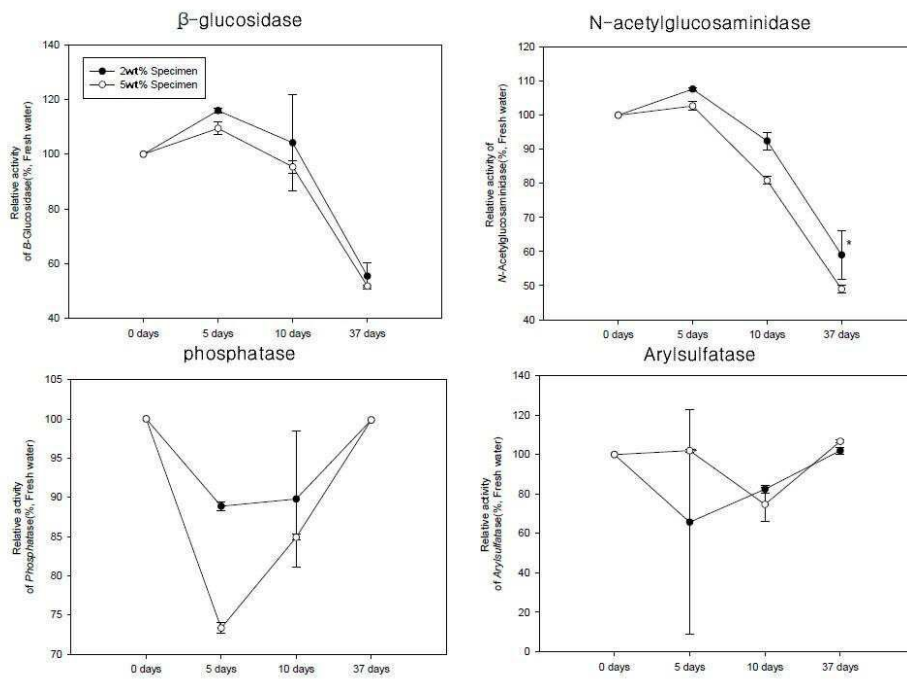 β-glucosidase
Relative activity
of B-Glucosidase(%, Fresh water)
140
120
100
80
60
40
2wt% Specimen
5wt% Specimen
0 days
5 days
10 days
37 days
N-acetylglucosaminidase
Relative activity of
N-Acetylglucosaminidase(%, Fresh water)
120
110
100
90
80
70
60
50
40
*
0 days
5 days
10 days
37 days
phosphatase
Relative activity
of Phosphatase(%, Fresh water)
105
100
95
90
85
80
75
70
0 days
5 days
10 days
37 days
Arylsulfatase
Relative activity
of Arylsulfatase(%, Fresh water)
140
120
100
80
60
40
20
0
0 days
5 days
10 days
37 days